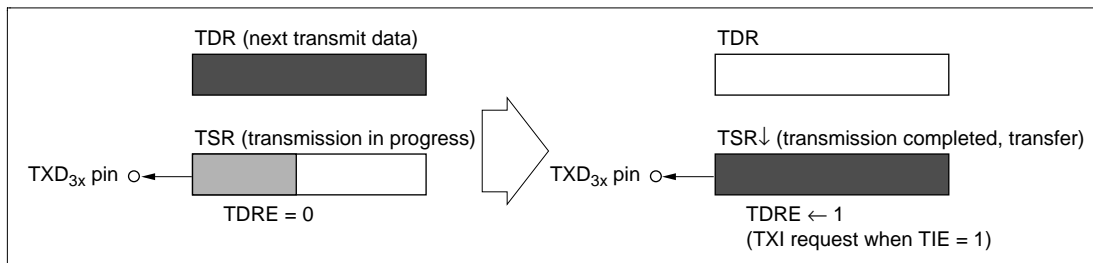 TDR (next transmit data)
TSR (transmission in progress)
TXD3x pin
TDRE = 0
TDR
TSR↓ (transmission completed, transfer)
TXD3x pin
TDRE ← 1
(TXI request when TIE = 1)